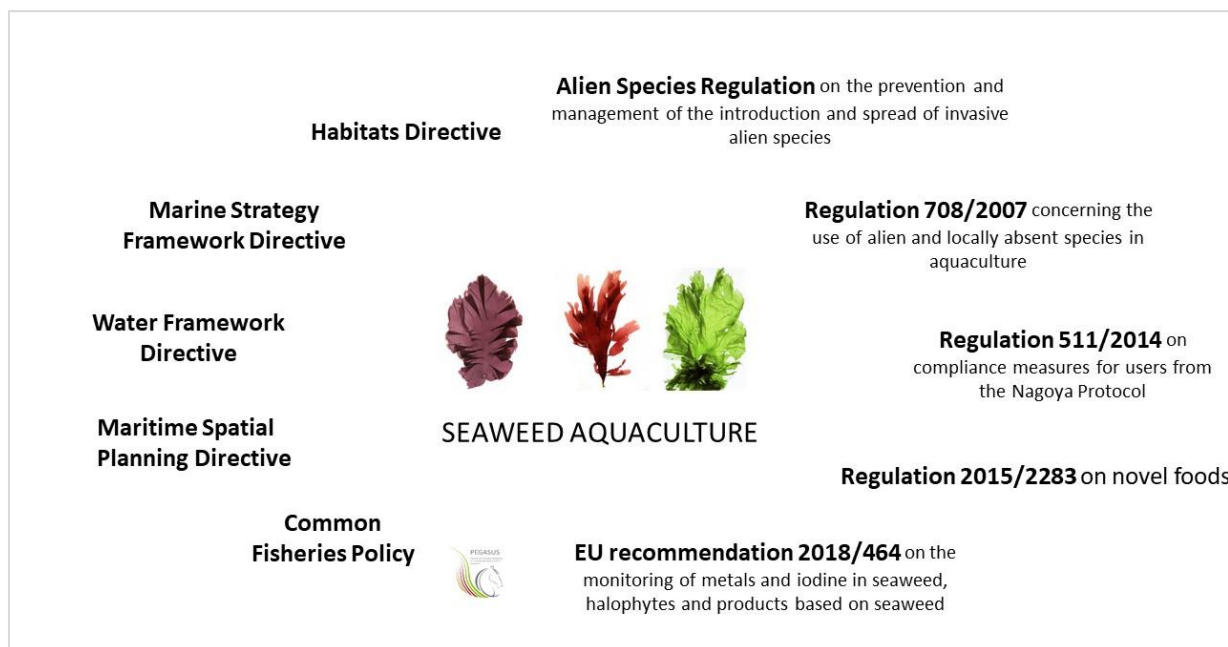 Alien Species Regulation on the prevention and
management of the introduction and spread of invasive
alien species
Habitats Directive
Marine Strategy
Framework Directive
Regulation 708/2007 concerning the
use of alien and locally absent species in
aquaculture
Water Framework
Directive
Regulation 511/2014 on
compliance measures for users from
the Nagoya Protocol
Maritime Spatial
Planning Directive
SEAWEED AQUACULTURE
Regulation 2015/2283 on novel foods
Common
Fisheries Policy
PEGASUS
EU recommendation 2018/464 on the
monitoring of metals and iodine in seaweed,
halophytes and products based on seaweed